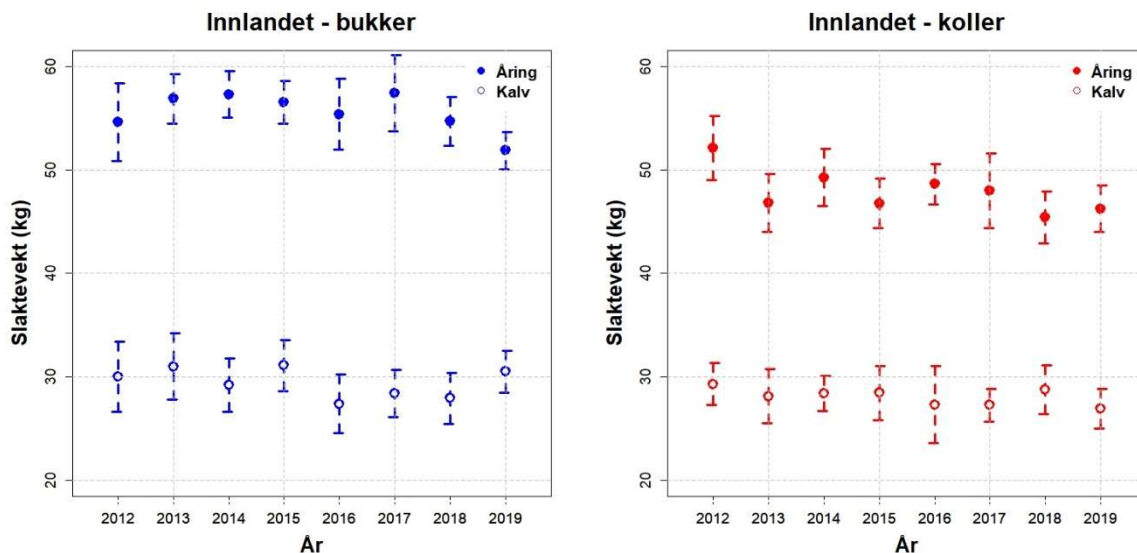 Innlandet - bukker
Slaktevekt (kg)
60
50
40
30
20
Åring
Kalv
2012 2013 2014 2015 2016 2017 2018 2019
År
Innlandet - koller
Slaktevekt (kg)
60
50
40
30
20
Åring
Kalv
2012 2013 2014 2015 2016 2017 2018 2019
År